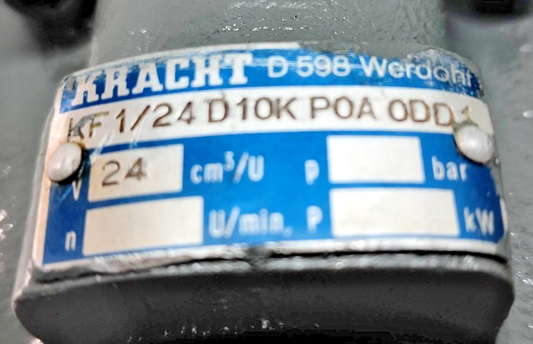 KRACHT D 598 Werdohl
KF 1/24 D10K P0A 0DD1
V 24 cm³/U p bar
n U/min, P kW